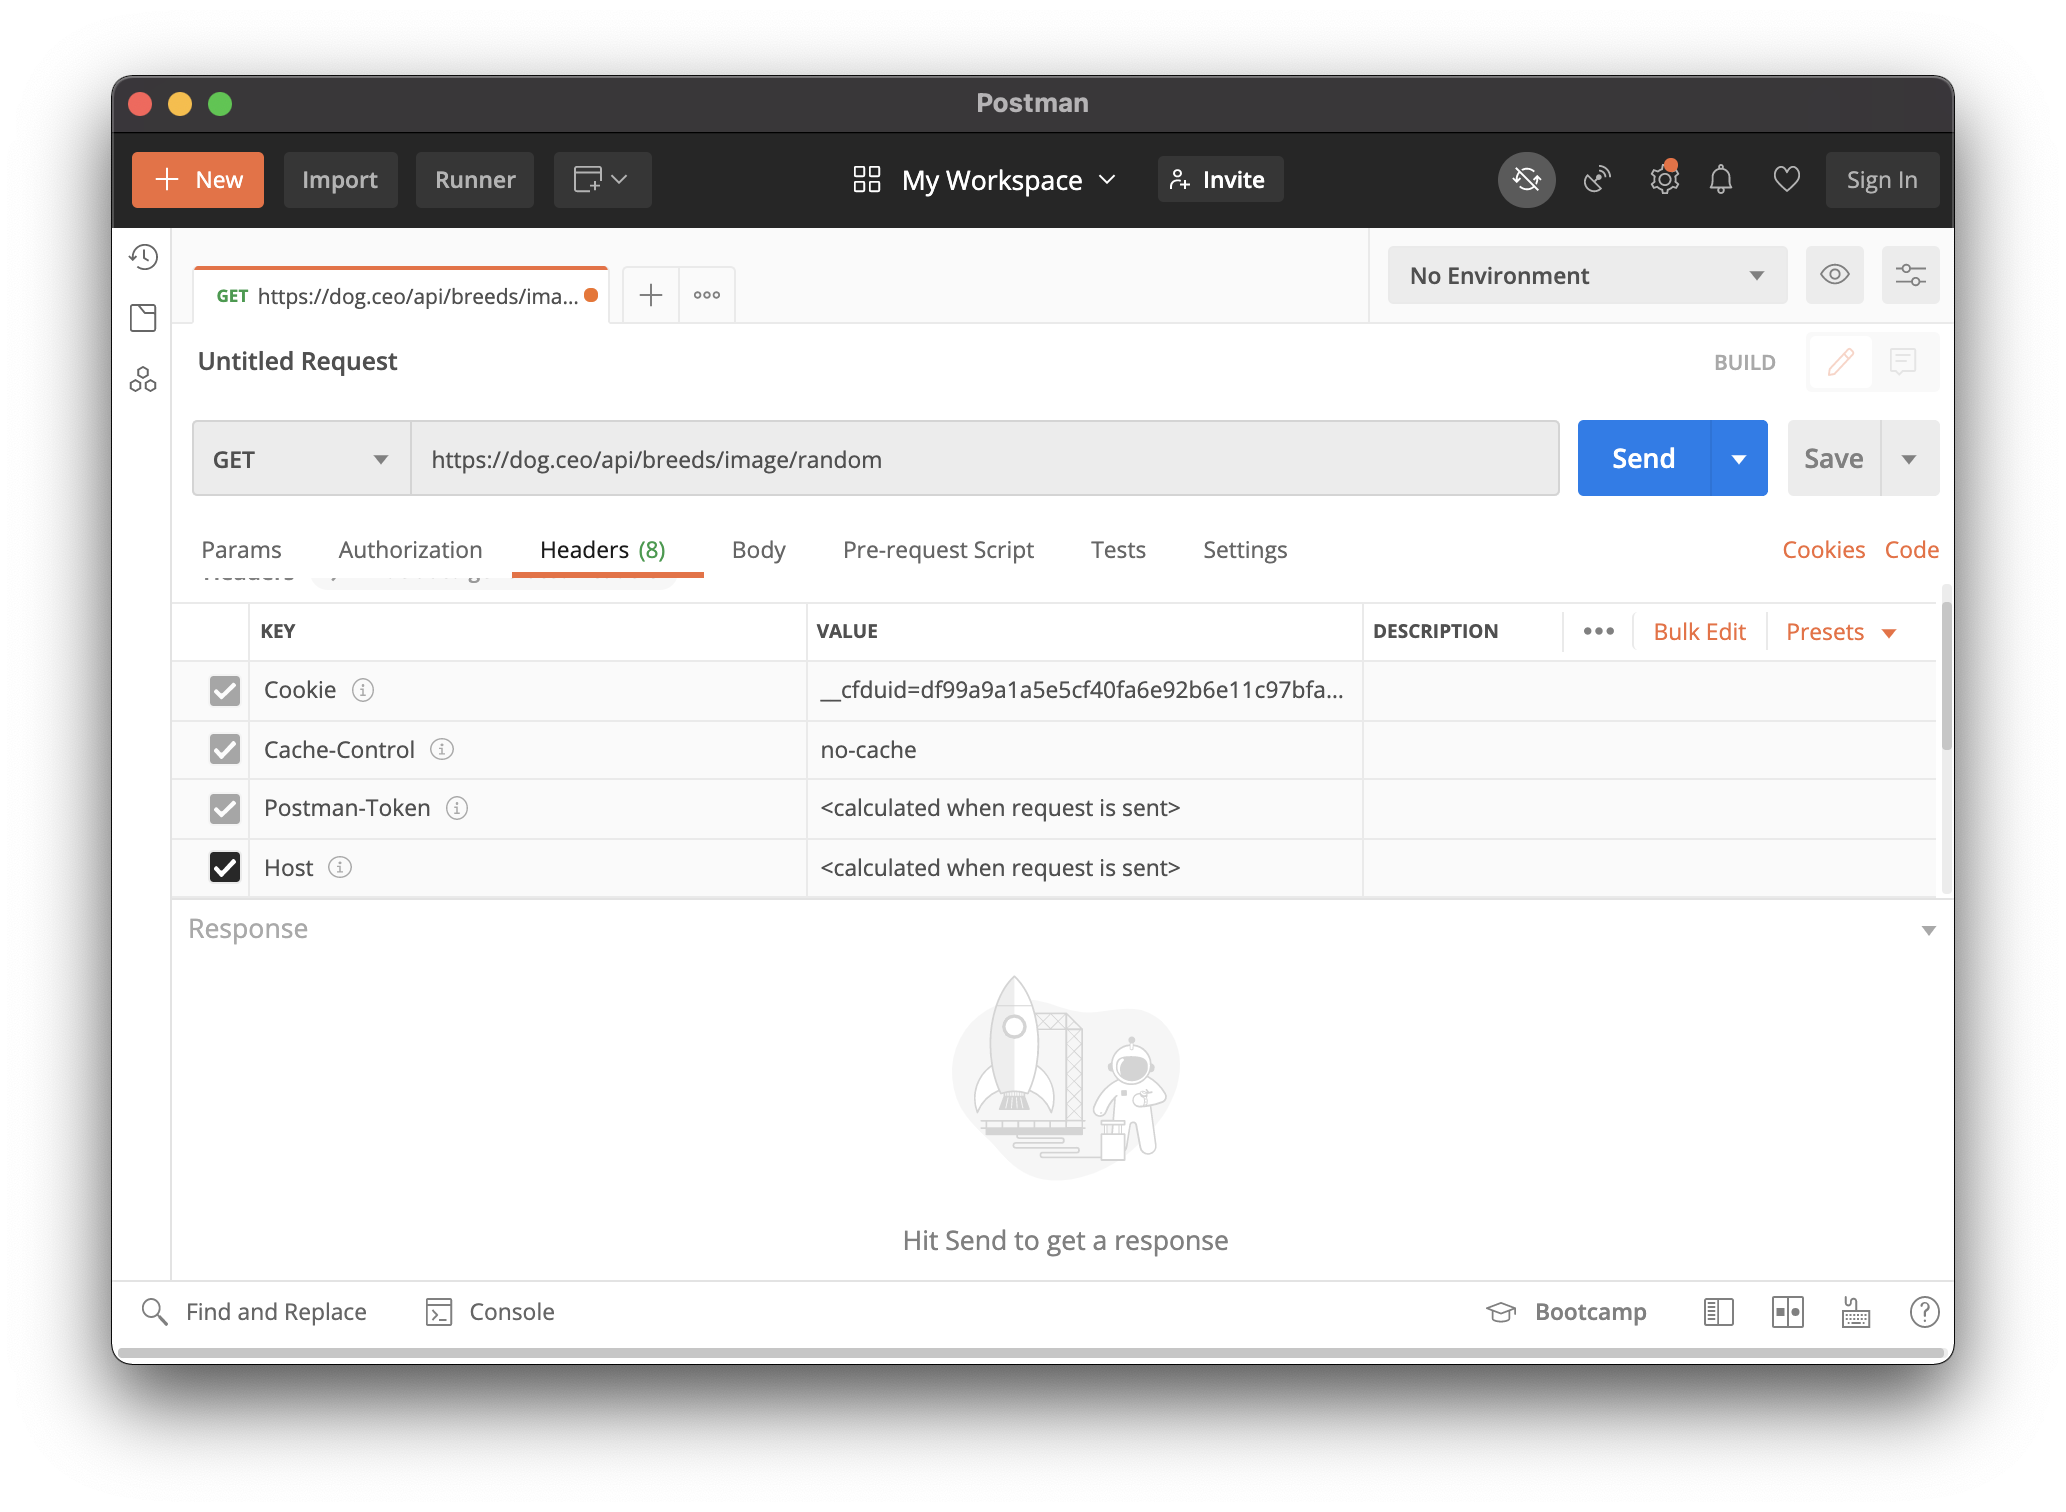 Postman
New Import Runner My Workspace Invite Sign In
GET https://dog.ceo/api/breeds/ima... No Environment
Untitled Request BUILD
GET https://dog.ceo/api/breeds/image/random Send Save
Params Authorization Headers (8) Body Pre-request Script Tests Settings Cookies Code
Headers
KEY VALUE DESCRIPTION Bulk Edit Presets
Cookie __cfduid=df99a9a1a5e5cf40fa6e92b6e11c97bfa...
Cache-Control no-cache
Postman-Token <calculated when request is sent>
Host <calculated when request is sent>
Response
Hit Send to get a response
Find and Replace Console Bootcamp